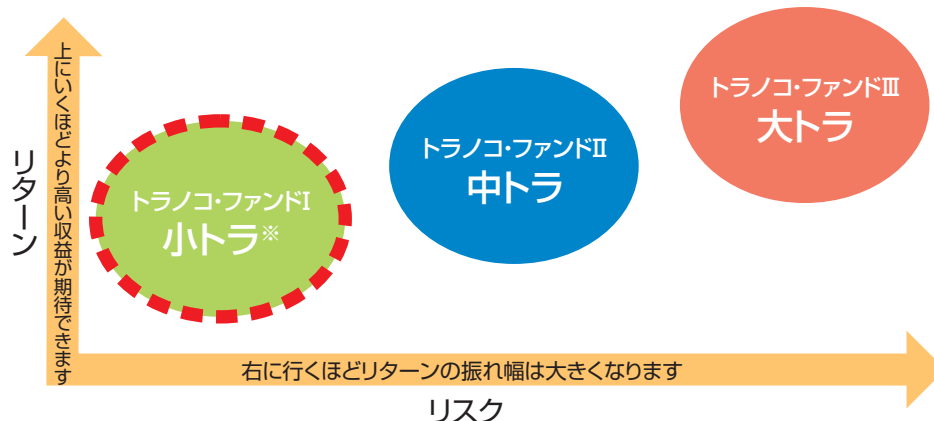 リターン
上にいくほどより高い収益が期待できます
トラノコ・ファンドⅠ
小トラ※
トラノコ・ファンドⅡ
中トラ
トラノコ・ファンドⅢ
大トラ
右に行くほどリターンの振れ幅は大きくなります
リスク